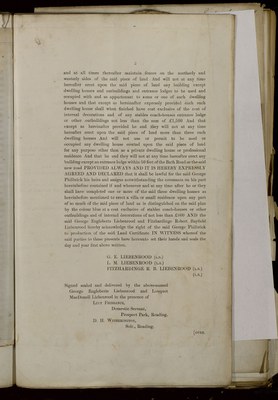 2
and at all times thereafter maintain fences on the northerly and
westerly sides of the said piece of land And will not at any time
hereafter erect upon the said piece of land any building except
dwelling houses and outbuildings and entrance lodges to be used and
occupied with and as appurtenant to some or one of such dwelling
houses and that except as hereinafter expressly provided each such
dwelling house shall when finished have cost exclusive of the cost of
internal decorations and of any stables coach-houses entrance lodge
or other outbuildings not less than the sum of £1,500 And that
except as hereinafter provided he and they will not at any time
hereafter erect upon the said piece of land more than three such
dwelling houses And will not use or permit to be used or
occupied any dwelling house erected upon the said piece of land
for any purpose other than as a private dwelling house or professional
residence And that he and they will not at any time hereafter erect any
building except an entrance lodge within 50 feet of the Bath Road or the said
new road PROVIDED ALWAYS AND IT IS HEREBY EXPRESSLY
AGREED AND DECLARED that it shall be lawful for the said George
Philbrick his heirs and assigns notwithstanding the covenants on his part
hereinbefore contained if and whenever and at any time after he or they
shall have completed one or more of the said three dwelling houses as
hereinbefore mentioned to erect a villa or small residence upon any part
of so much of the said piece of land as is distinguished on the said plan
by the colour blue at a cost exclusive of stables coach-houses or other
outbuildings and of internal decorations of not less than £800 AND the
said George Englehiem Liebenrood and Fitzhardinge Robert Bayfield
Liebenrood hereby acknowledge the right of the said George Philbrick
to production of the said Land Certificate IN WITNESS whereof the
said parties to these presents have hereunto set their hands and seals the
day and year first above written.
G. E. LIEBENROOD (L.S.)
L. M. LIEBENROOD (L.S.)
FITZHARDINGE R. B. LIEBENROOD (L.S.)
(L.S.)
Signed sealed and delivered by the abovenamed
George Englehiem Liebenrood and
MacDonald Liebenrood in the presence of
Domestic Servant,
Prospect Park, Reading.
Solr., Reading.